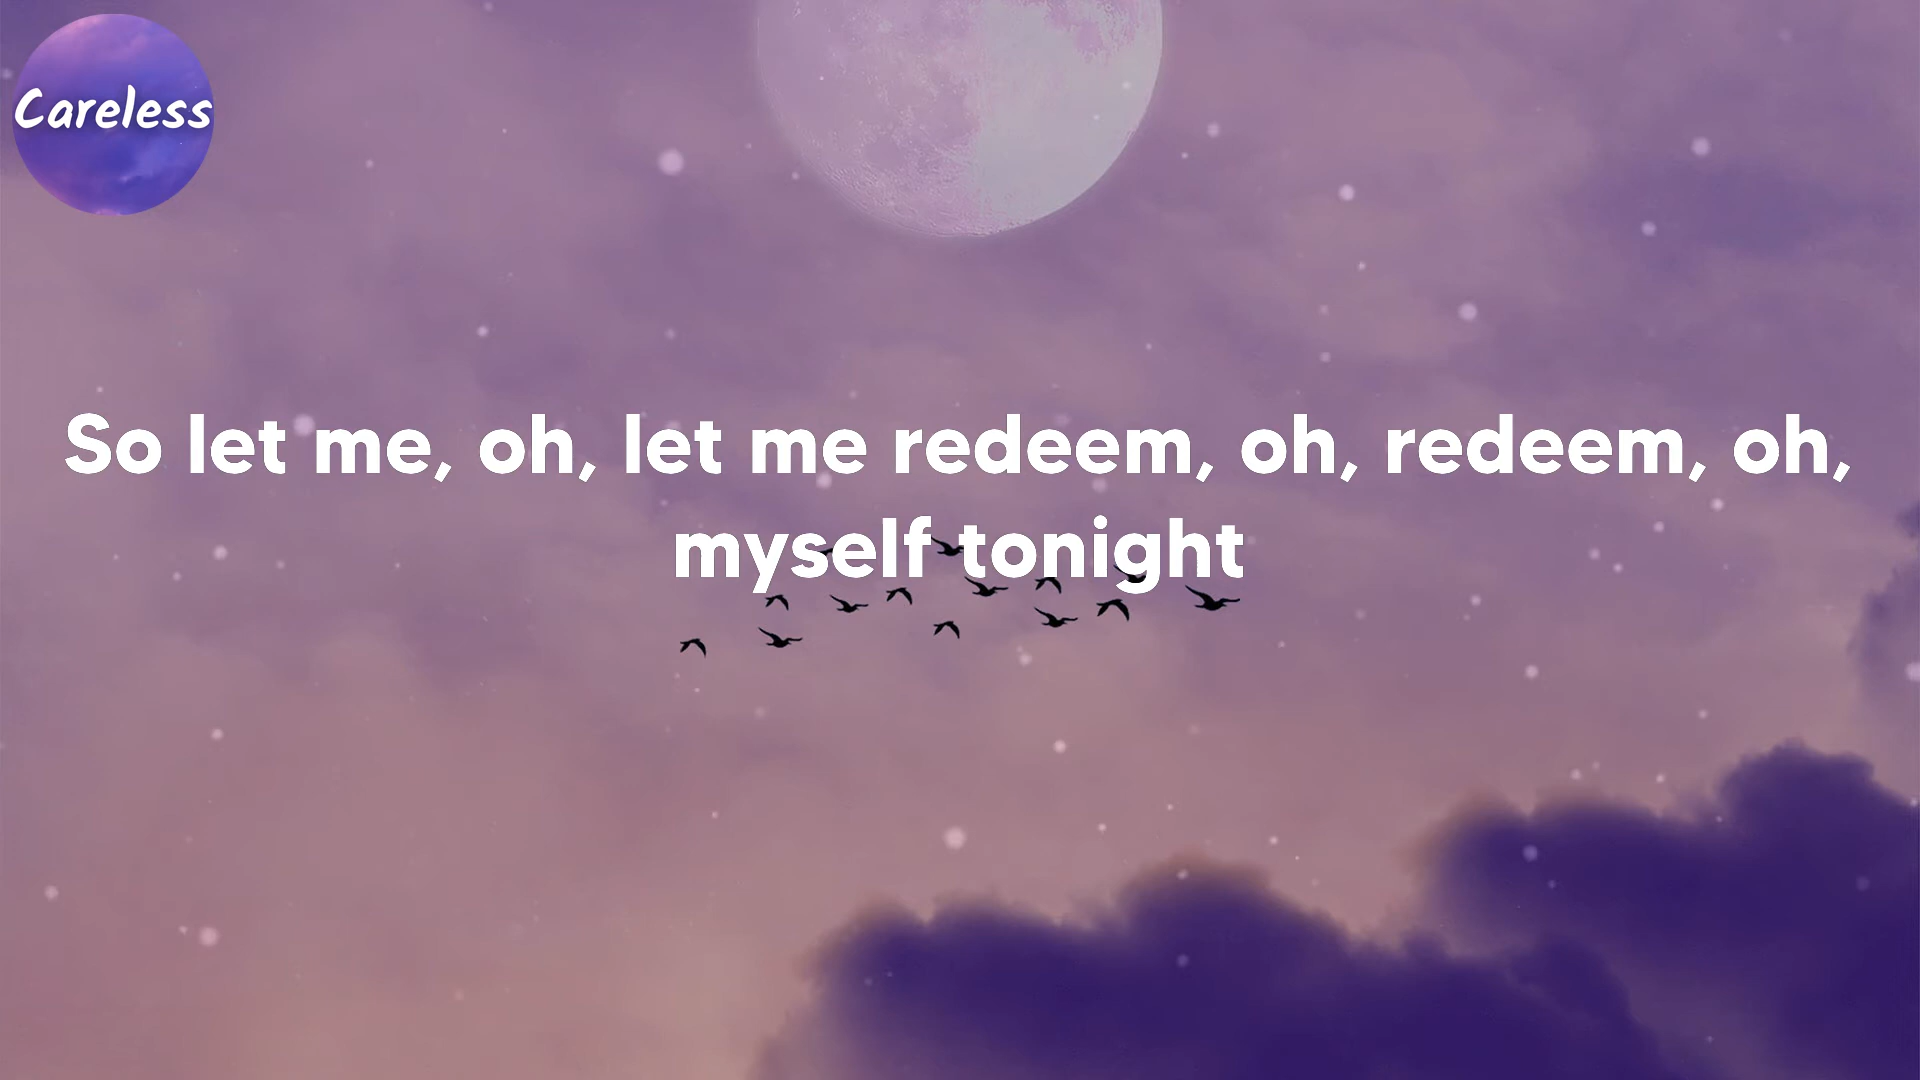 Careless
So let me, oh, let me redeem, oh, redeem, oh,
myself tonight